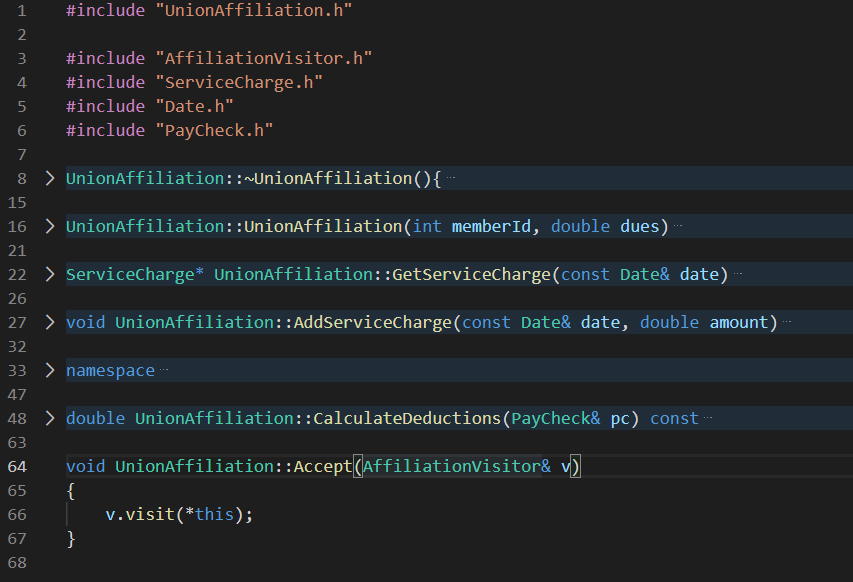 1 #include "UnionAffiliation.h"
2
3 #include "AffiliationVisitor.h"
4 #include "ServiceCharge.h"
5 #include "Date.h"
6 #include "PayCheck.h"
7
8 > UnionAffiliation::~UnionAffiliation(){ ···
15
16 > UnionAffiliation::UnionAffiliation(int memberId, double dues) ···
21
22 > ServiceCharge* UnionAffiliation::GetServiceCharge(const Date& date) ···
26
27 > void UnionAffiliation::AddServiceCharge(const Date& date, double amount) ···
32
33 > namespace ···
47
48 > double UnionAffiliation::CalculateDeductions(PayCheck& pc) const ···
63
64 void UnionAffiliation::Accept(AffiliationVisitor& v)
65 {
66     v.visit(*this);
67 }
68